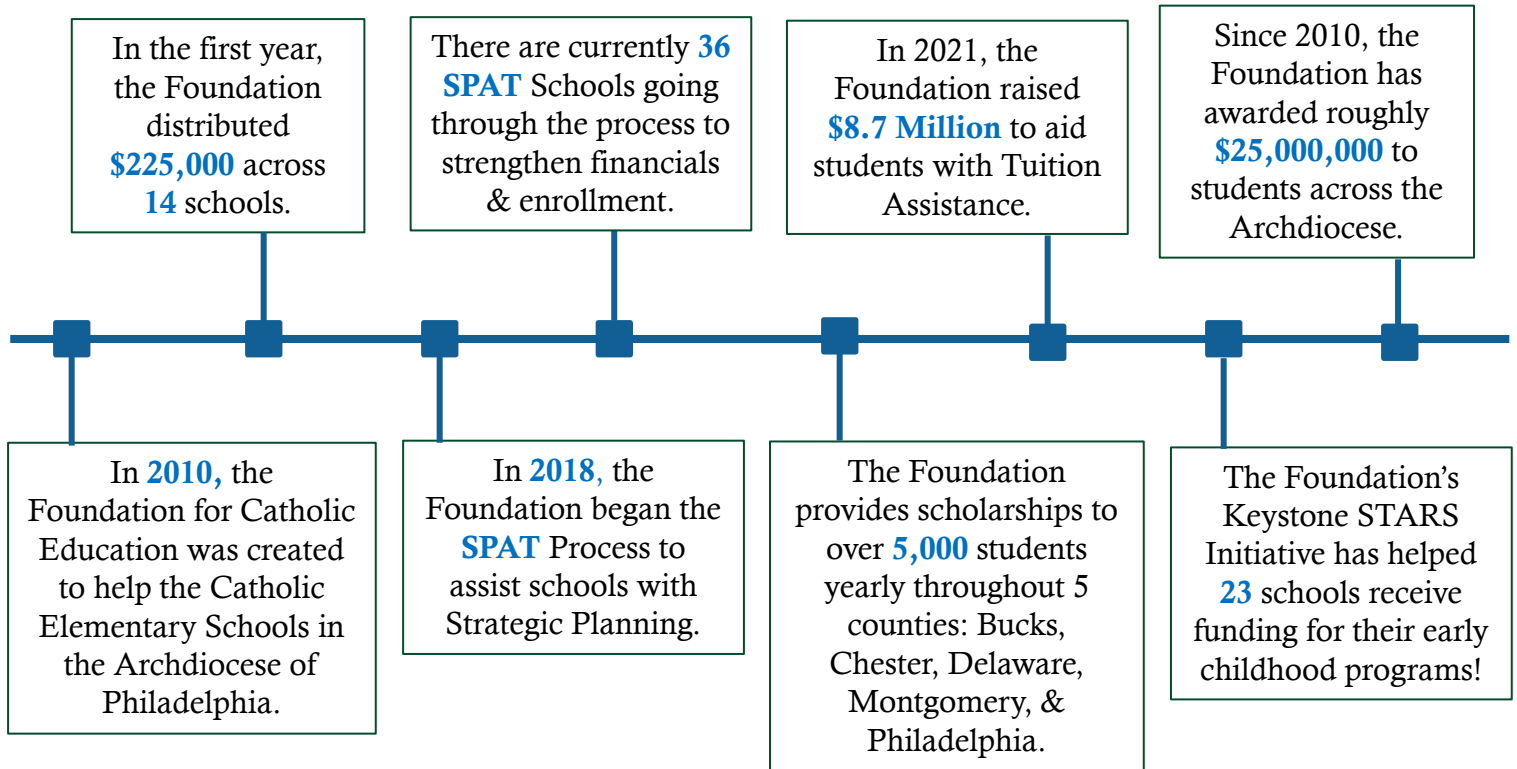 In the first year,
the Foundation
distributed
$225,000 across
14 schools.
There are currently 36
SPAT Schools going
through the process to
strengthen financials
& enrollment.
In 2021, the
Foundation raised
$8.7 Million to aid
students with Tuition
Assistance.
Since 2010, the
Foundation has
awarded roughly
$25,000,000 to
students across the
Archdiocese.
In 2010, the
Foundation for Catholic
Education was created
to help the Catholic
Elementary Schools in
the Archdiocese of
Philadelphia.
In 2018, the
Foundation began the
SPAT Process to
assist schools with
Strategic Planning.
The Foundation
provides scholarships to
over 5,000 students
yearly throughout 5
counties: Bucks,
Chester, Delaware,
Montgomery, &
Philadelphia.
The Foundation’s
Keystone STARS
Initiative has helped
23 schools receive
funding for their early
childhood programs!